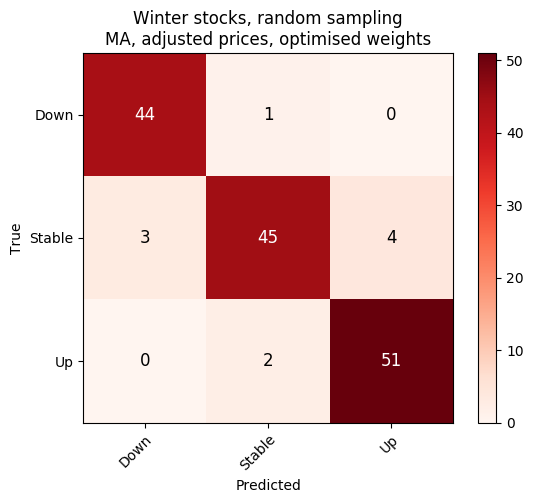 Winter stocks, random sampling
MA, adjusted prices, optimised weights
Down 44 1 0
Stable 3 45 4
Up 0 2 51
Down Stable Up
Predicted
True
50
40
30
20
10
0